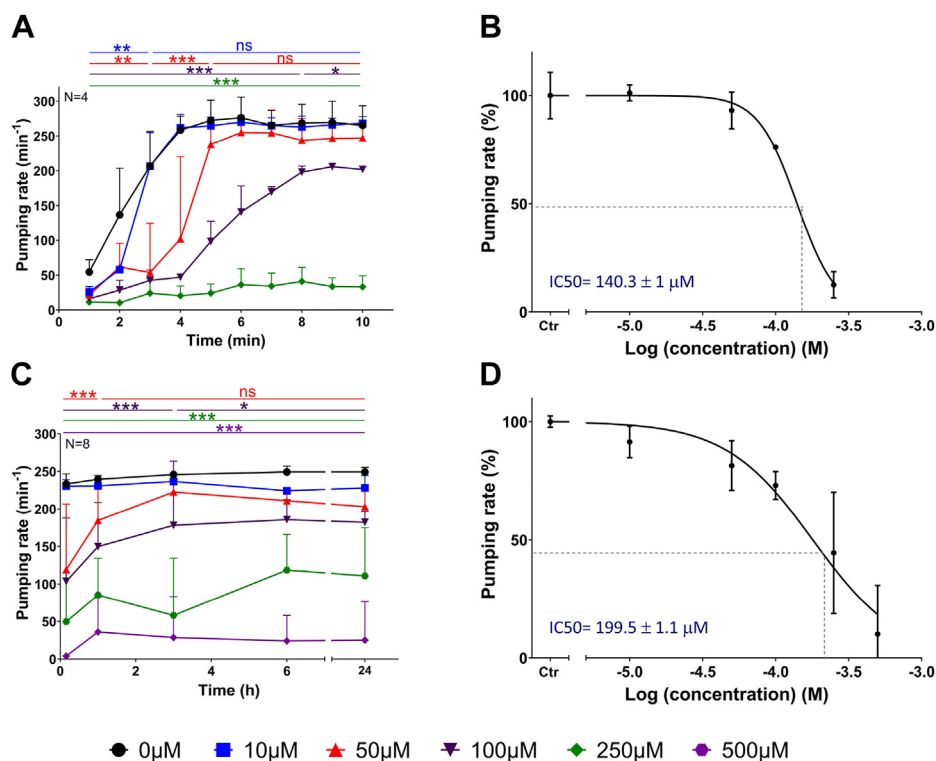 A
** ns
** *** ns
*** *
***
N=4
300
250
200
150
100
50
0
Pumping rate (min⁻¹)
0 2 4 6 8 10
Time (min)
B
100
50
0
Pumping rate (%)
IC50= 140.3 ± 1 µM
Ctr -5.0 -4.5 -4.0 -3.5 -3.0
Log (concentration) (M)
C
*** ns
*** *
***
***
N=8
300
250
200
150
100
50
0
Pumping rate (min⁻¹)
0 2 4 6 24
Time (h)
D
100
50
0
Pumping rate (%)
IC50= 199.5 ± 1.1 µM
Ctr -5.0 -4.5 -4.0 -3.5 -3.0
Log (concentration) (M)
0µM 10µM 50µM 100µM 250µM 500µM